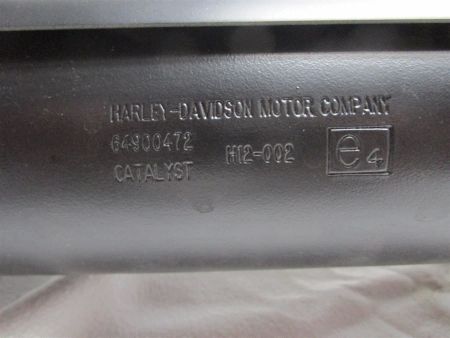 HARLEY-DAVIDSON MOTOR COMPANY
64900472 H12-002 e4
CATALYST